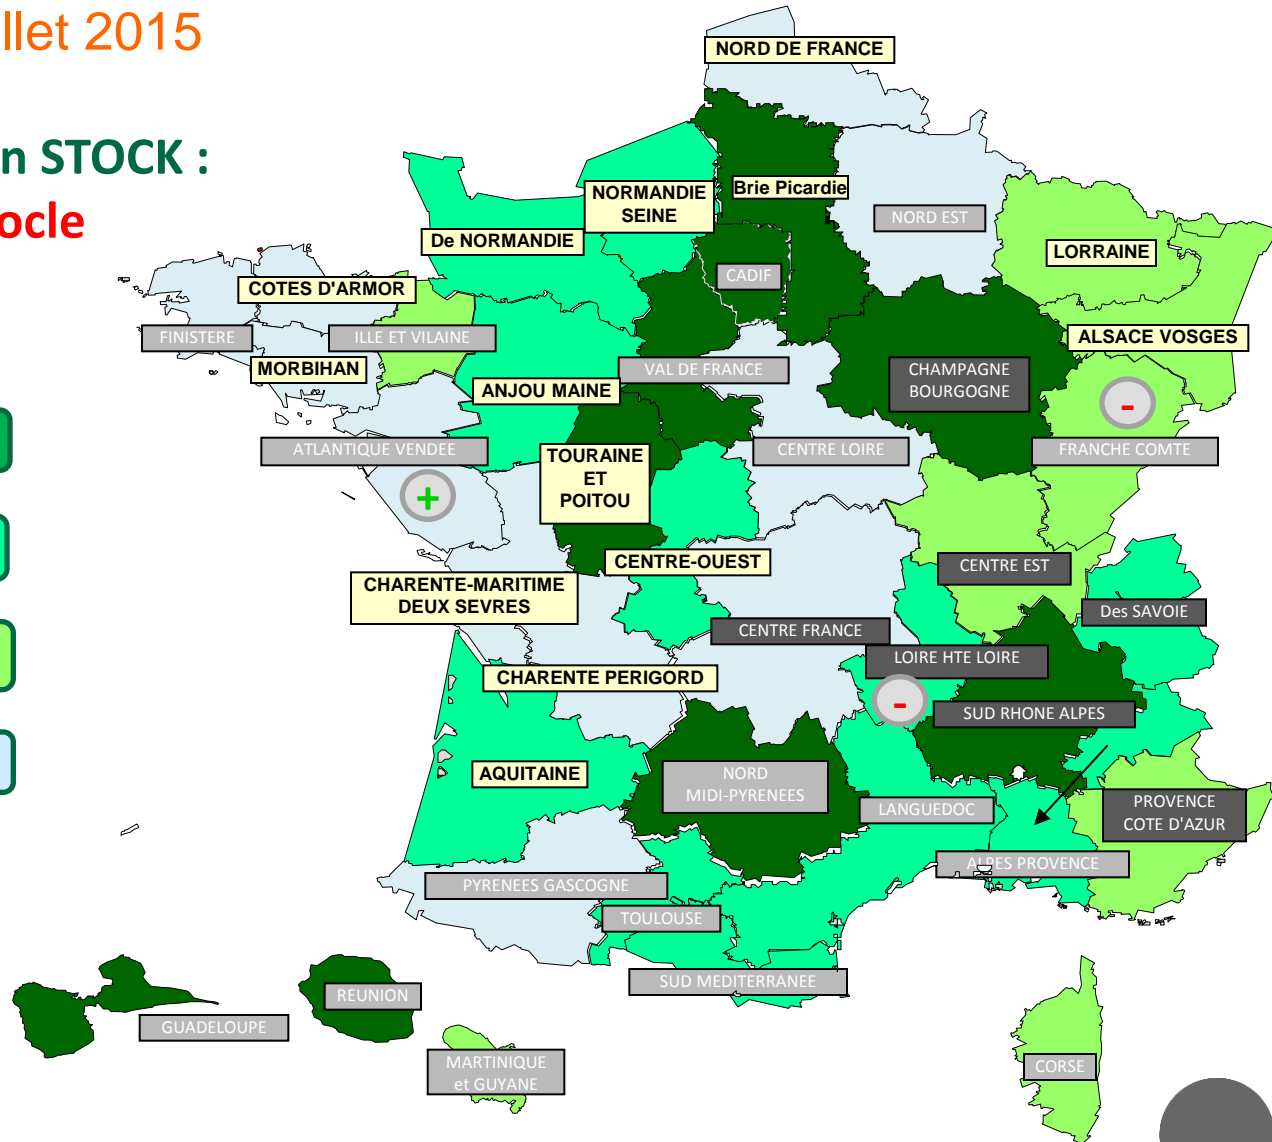 llet 2015
n STOCK :
ocle
NORD DE FRANCE
NORMANDIE
SEINE
Brie Picardie
NORD EST
De NORMANDIE
LORRAINE
CADIF
COTES D'ARMOR
FINISTERE
ILLE ET VILAINE
ALSACE VOSGES
MORBIHAN
VAL DE FRANCE
CHAMPAGNE
BOURGOGNE
ANJOU MAINE
-
ATLANTIQUE VENDEE
CENTRE LOIRE
FRANCHE COMTE
TOURAINE
ET
POITOU
+
CENTRE-OUEST
CENTRE EST
CHARENTE-MARITIME
DEUX SEVRES
Des SAVOIE
CENTRE FRANCE
LOIRE HTE LOIRE
CHARENTE PERIGORD
-
SUD RHONE ALPES
AQUITAINE
NORD
MIDI-PYRENEES
LANGUEDOC
PROVENCE
COTE D'AZUR
ALPES PROVENCE
PYRENEES GASCOGNE
TOULOUSE
SUD MEDITERRANEE
REUNION
GUADELOUPE
MARTINIQUE
et GUYANE
CORSE